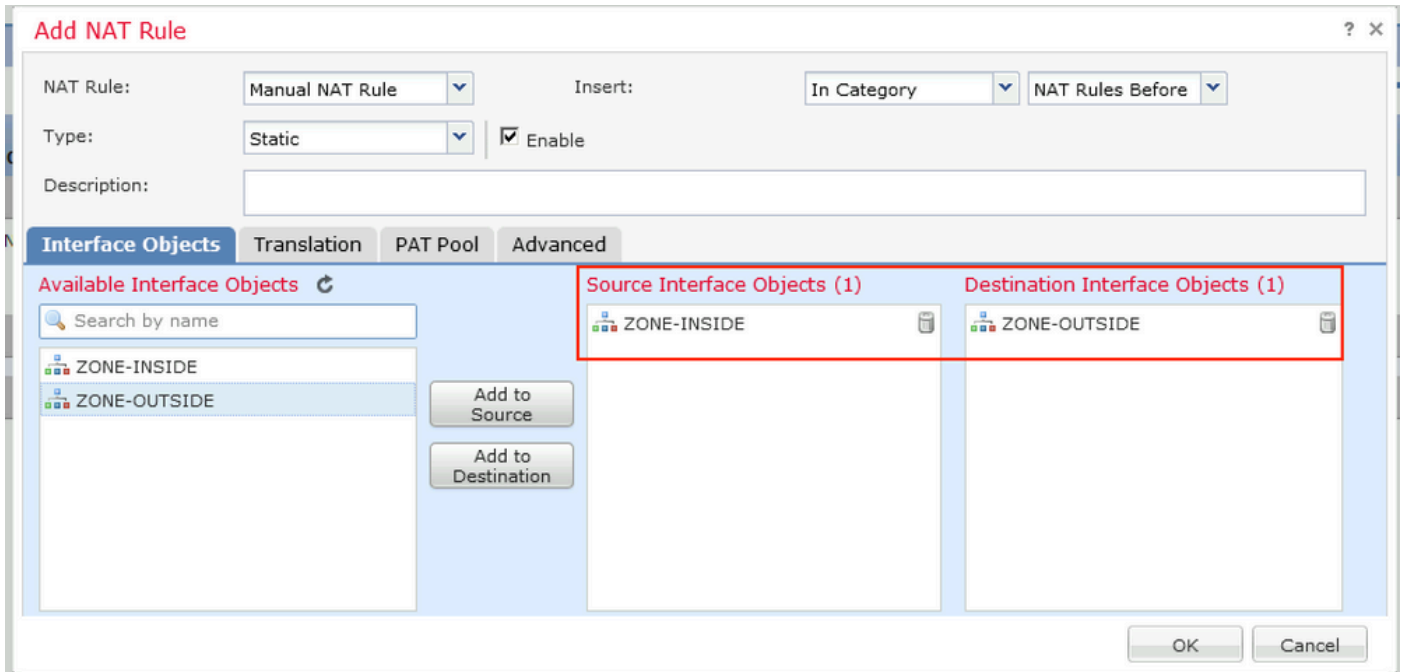 Add NAT Rule
? ×
NAT Rule: Manual NAT Rule Insert: In Category NAT Rules Before
Type: Static Enable
Description:
Interface Objects Translation PAT Pool Advanced
Available Interface Objects Source Interface Objects (1) Destination Interface Objects (1)
Search by name ZONE-INSIDE ZONE-OUTSIDE
ZONE-INSIDE
ZONE-OUTSIDE
Add to
Source
Add to
Destination
OK Cancel